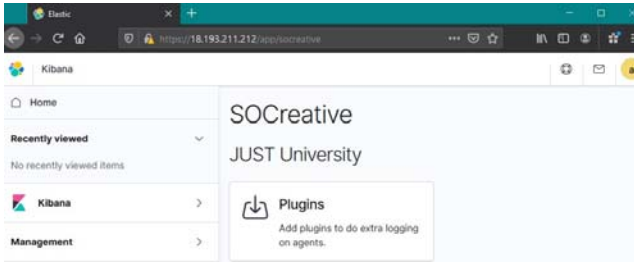 Elastic
https://18.193.211.212/app/socreative
Kibana
a
Home
Recently viewed
No recently viewed items
Kibana
Management
SOCreative
JUST University
Plugins
Add plugins to do extra logging
on agents.